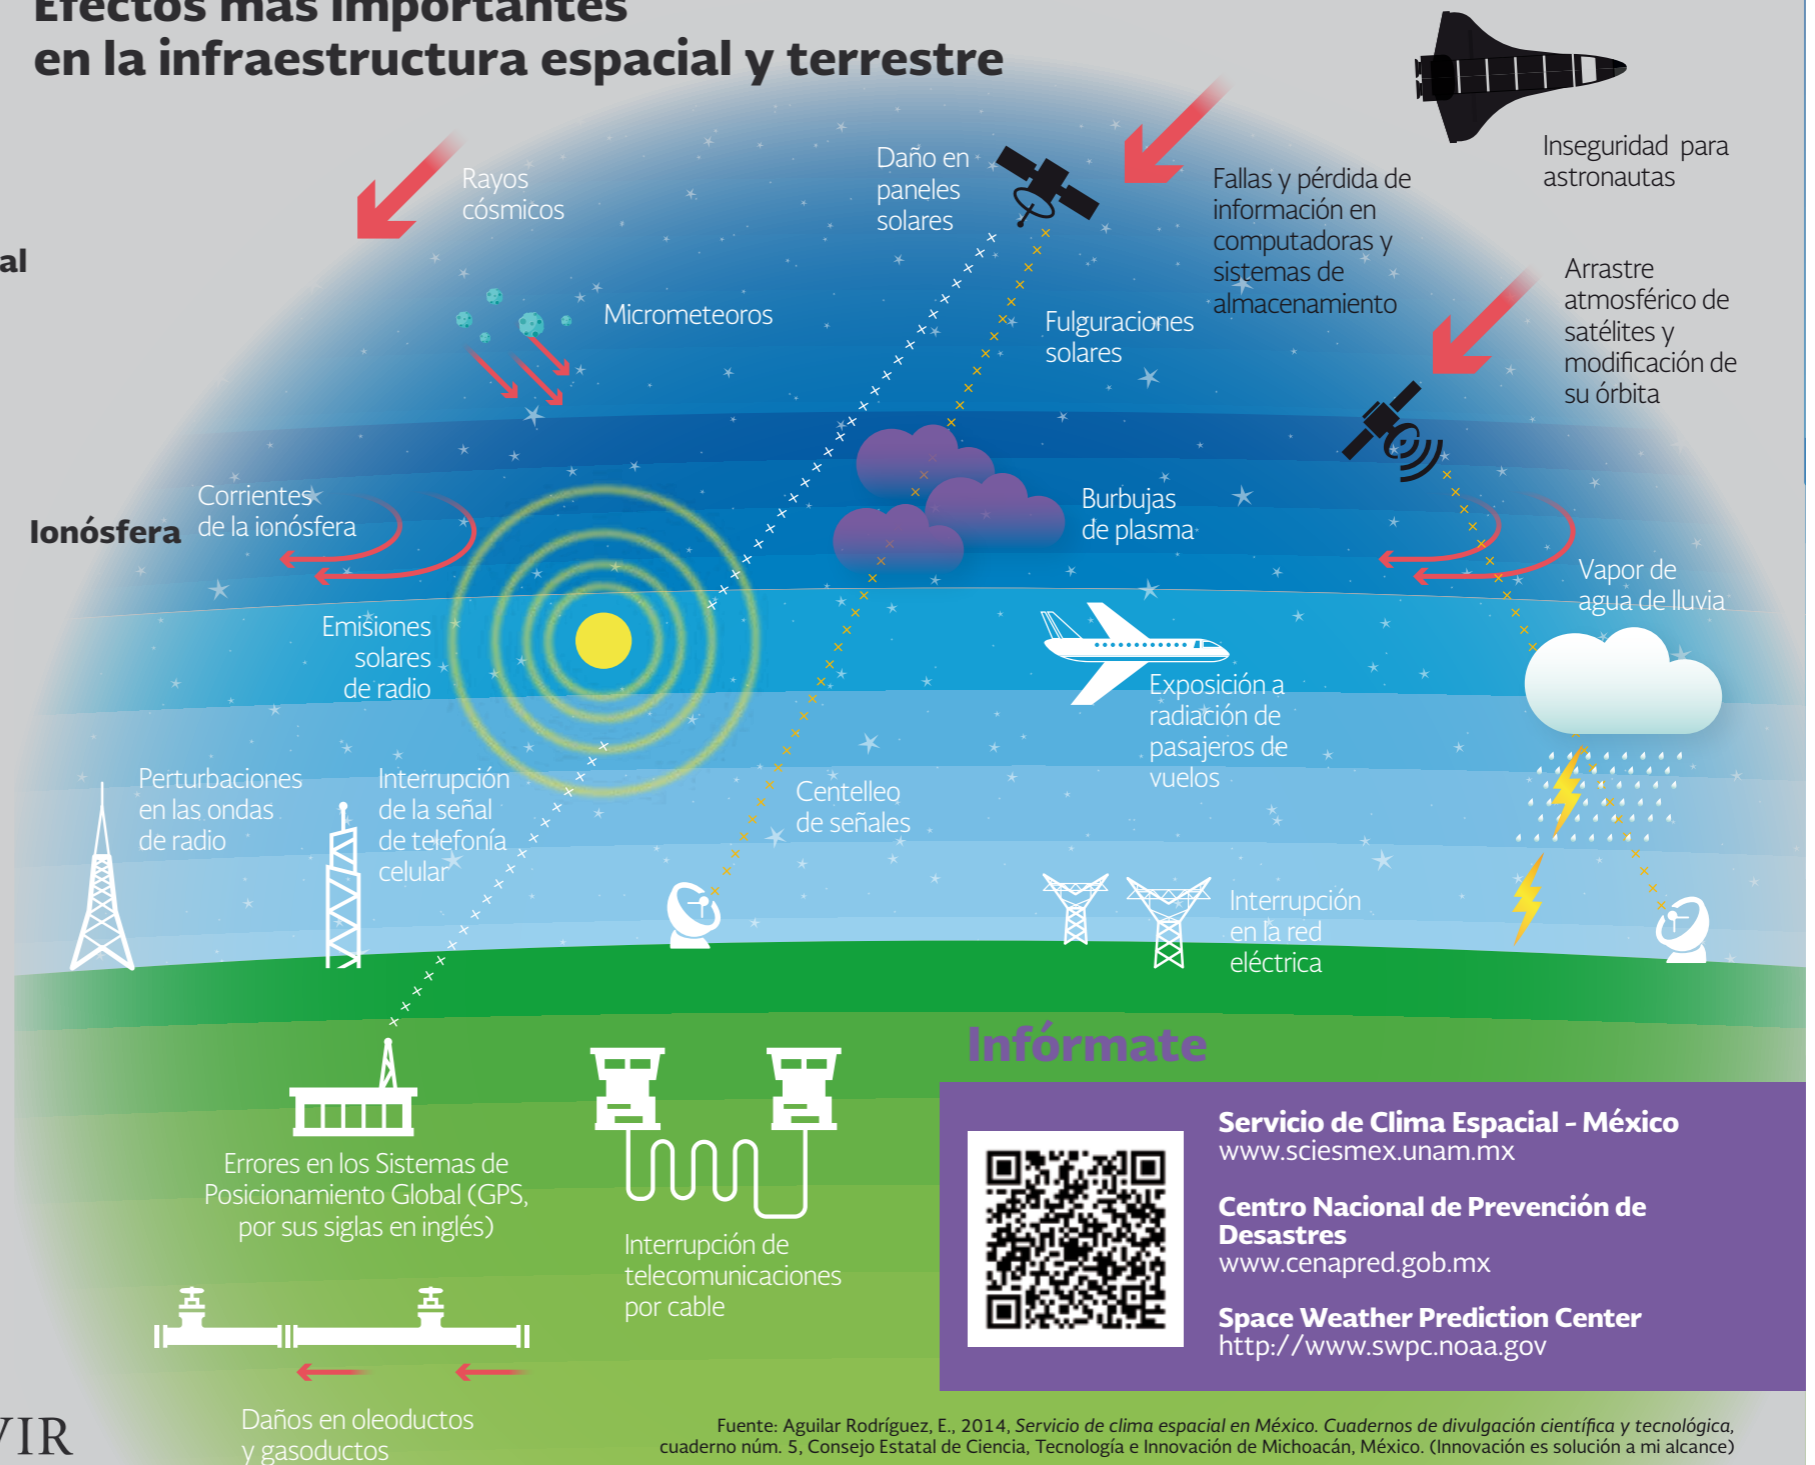 Efectos más importantes
en la infraestructura espacial y terrestre
Inseguridad para
astronautas
Rayos
cósmicos
Daño en
paneles
solares
Fallas y pérdida de
información en
computadoras y
sistemas de
almacenamiento
al
Arrastre
atmosférico de
satélites y
modificación de
su órbita
Micrometeoros
Fulguraciones
solares
Ionósfera
Corrientes
de la ionósfera
Burbujas
de plasma
Vapor de
agua de lluvia
Emisiones
solares
de radio
Exposición a
radiación de
pasajeros de
vuelos
Perturbaciones
en las ondas
de radio
Interrupción
de la señal
de telefonía
celular
Centelleo
de señales
Interrupción
en la red
eléctrica
Errores en los Sistemas de
Posicionamiento Global (GPS,
por sus siglas en inglés)
Interrupción de
telecomunicaciones
por cable
Daños en oleoductos
y gasoductos
Infórmate
Servicio de Clima Espacial - México
www.sciesmex.unam.mx
Centro Nacional de Prevención de
Desastres
www.cenapred.gob.mx
Space Weather Prediction Center
http://www.swpc.noaa.gov
VIR
Fuente: Aguilar Rodríguez, E., 2014, Servicio de clima espacial en México. Cuadernos de divulgación científica y tecnológica,
cuaderno núm. 5, Consejo Estatal de Ciencia, Tecnología e Innovación de Michoacán, México. (Innovación es solución a mi alcance)